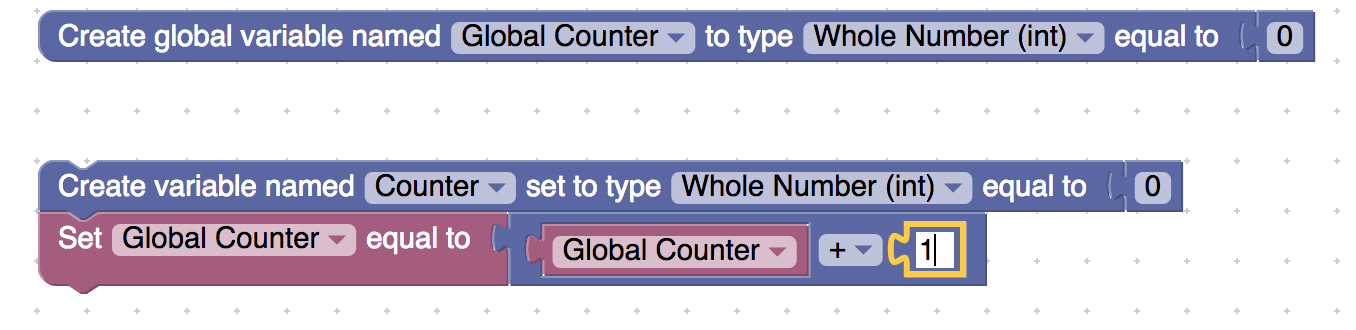 Create global variable named Global Counter to type Whole Number (int) equal to 0
Create variable named Counter set to type Whole Number (int) equal to 0
Set Global Counter equal to Global Counter + 1